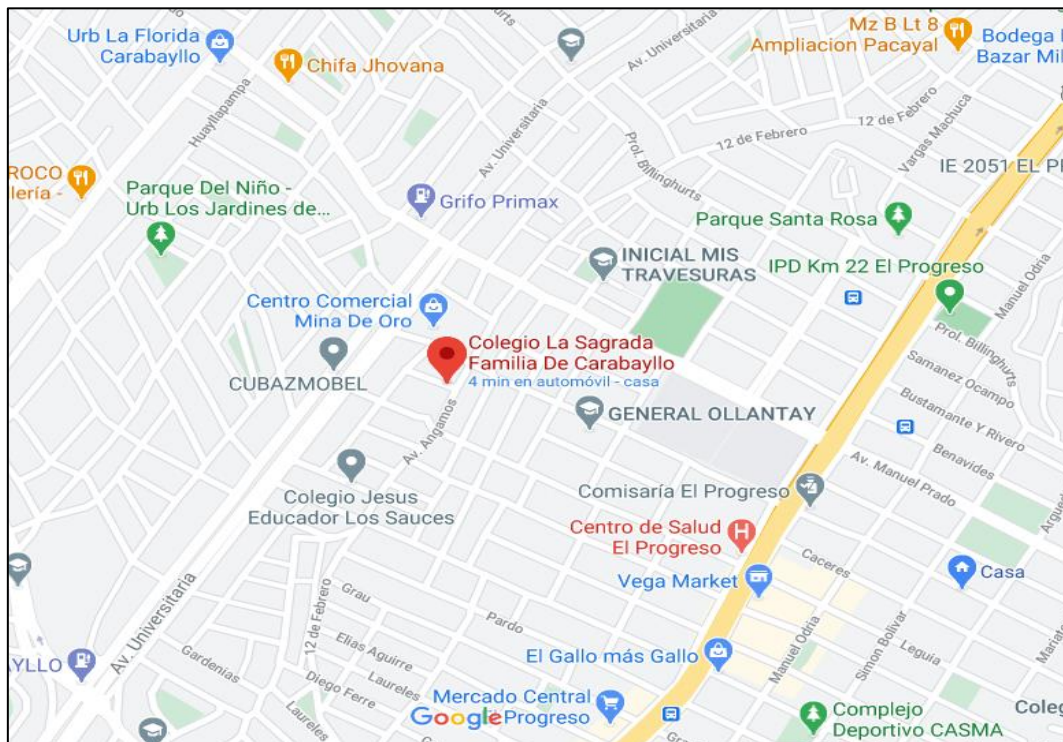 Urb La Florida
Carabayllo
Chifa Jhovana
Mz B Lt 8
Ampliacion Pacayal
Bodega
Bazar
Av. Universitaria
Huayllapampa
Av. Universitaria
Prol. Billinghurts
12 de Febrero
12 de Febrero
Vargas Machuca
ROCO
lería -
Parque Del Niño -
Urb Los Jardines de...
Grifo Primax
IE 2051 EL
Parque Santa Rosa
INICIAL MIS
TRAVESURAS
IPD Km 22 El Progreso
Manuel Odria
Centro Comercial
Mina De Oro
Prol. Billinghurts
Colegio La Sagrada
Familia De Carabayllo
4 min en automóvil - casa
CUBAZMOBEL
Samanez Ocampo
GENERAL OLLANTAY
Bustamante Y Rivero
Benavides
Av. Angamos
Av. Manuel Prado
Colegio Jesus
Educador Los Sauces
Comisaría El Progreso
Centro de Salud
El Progreso
H
Caceres
Vega Market
Casa
12 de Febrero
Grau
Pardo
Av. Universitaria
Elias Aguirre
Manuel Odria
Simon Bolivar
Leguia
AYLLO
Gardenias
Laureles
El Gallo más Gallo
Diego Ferre
Laureles
Mercado Central
Google Progreso
Complejo
Deportivo CASMA